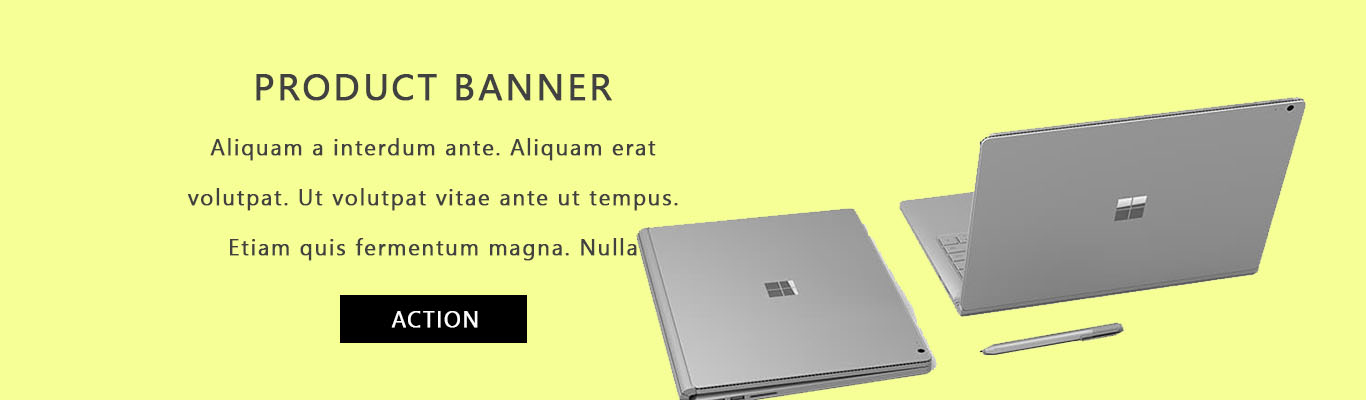 PRODUCT BANNER
Aliquam a interdum ante. Aliquam erat
volutpat. Ut volutpat vitae ante ut tempus.
Etiam quis fermentum magna. Nulla
ACTION